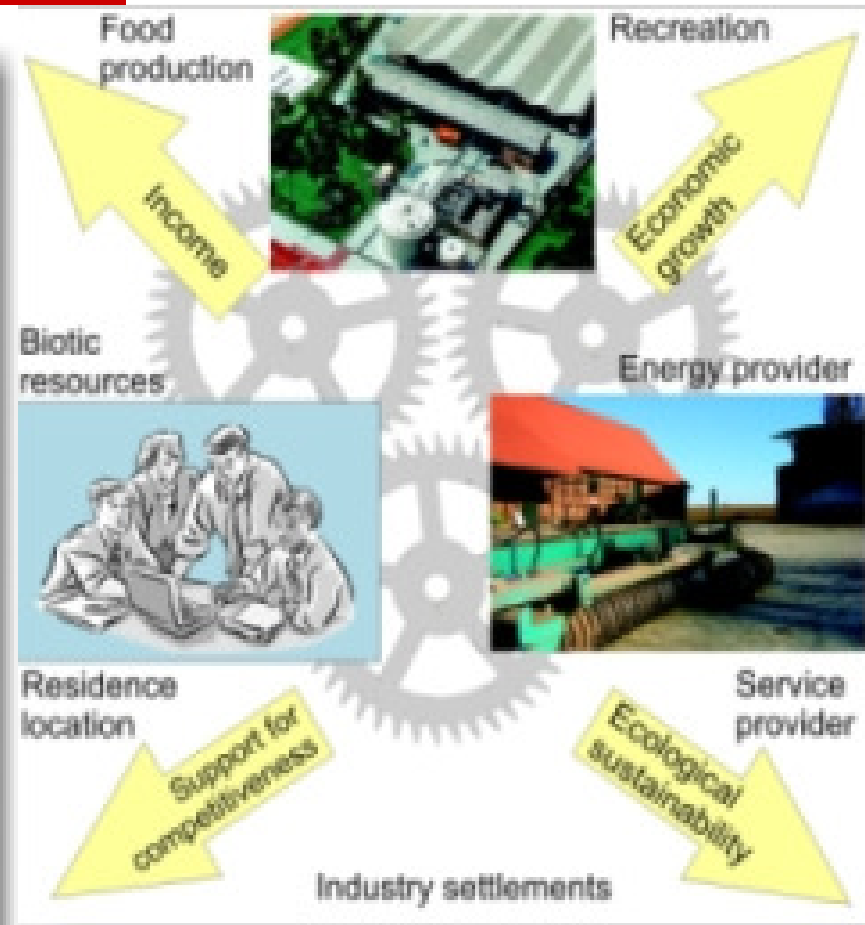 Food
production
Recreation
Income
Economic
growth
Biotic
resources
Energy provider
Residence
location
Service
provider
Support for
competitiveness
Ecological
sustainability
Industry settlements